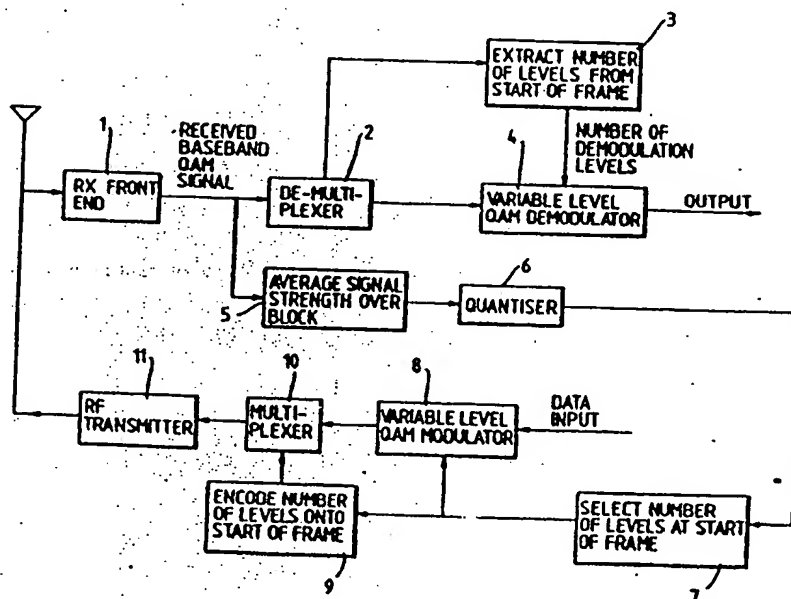 3
EXTRACT NUMBER
OF LEVELS FROM
START OF FRAME
1
RECEIVED
BASEBAND
QAM
SIGNAL
2
NUMBER OF
DEMODULATION
LEVELS
4
RX FRONT
END
DE-MULTI-
PLEXER
VARIABLE LEVEL
QAM DEMODULATOR
OUTPUT
AVERAGE SIGNAL
STRENGTH OVER
BLOCK
5
6
QUANTISER
11
10
8
RF
TRANSMITTER
MULTI-
PLEXER
VARIABLE LEVEL
QAM MODULATOR
DATA
INPUT
ENCODE NUMBER
OF LEVELS ONTO
START OF FRAME
9
SELECT NUMBER
OF LEVELS AT START
OF FRAME
7